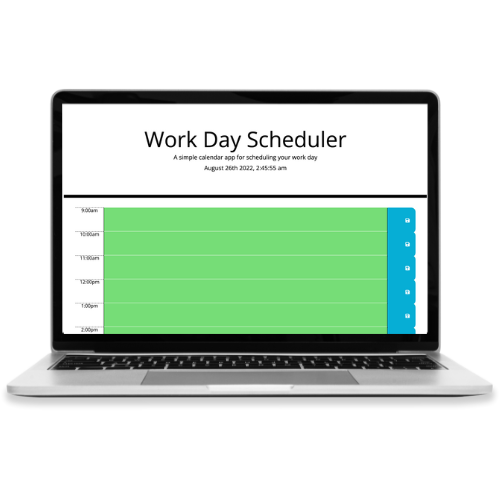 Work Day Scheduler
A simple calendar app for scheduling your work day
August 26th 2022, 2:45:55 am
9:00am
10:00am
11:00am
12:00pm
1:00pm
2:00pm